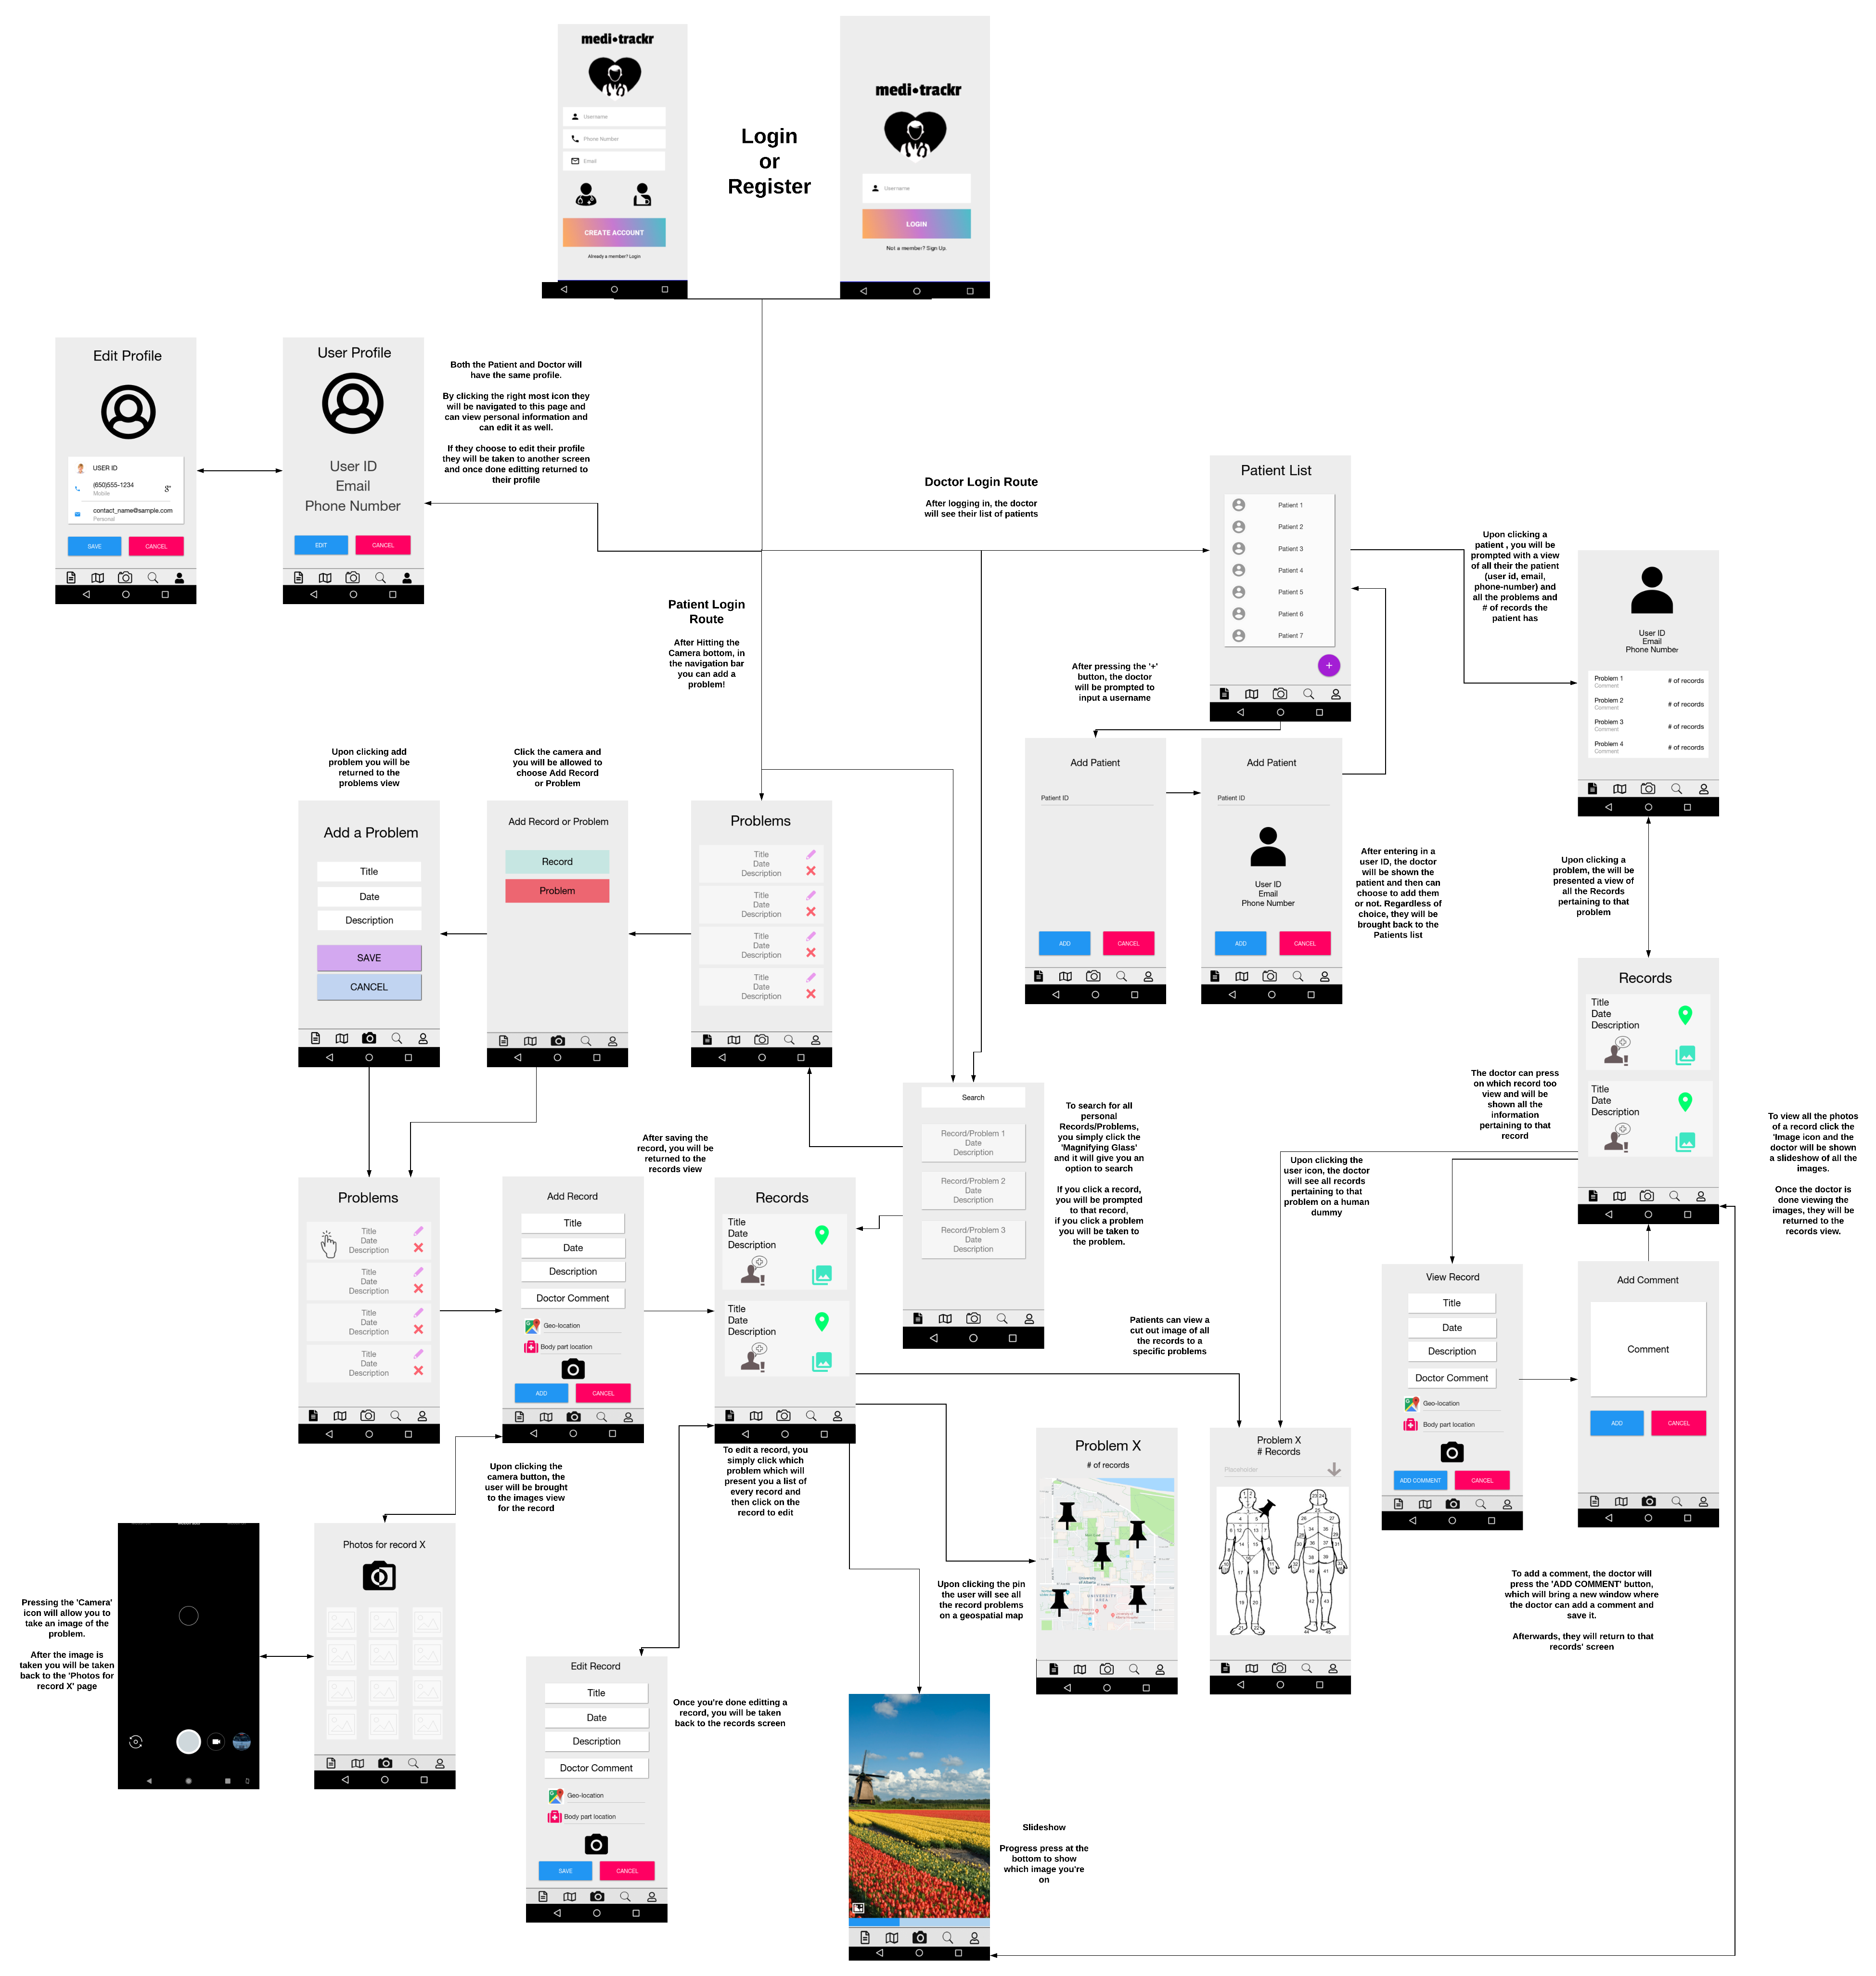 medi•trackr
Username
Phone Number
Email
CREATE ACCOUNT
Already a member? Login
Login
or
Register
medi•trackr
Username
LOGIN
Not a member? Sign Up.
Edit Profile
USER ID
(650)555-1234
Mobile
contact_name@sample.com
Personal
SAVE
CANCEL
User Profile
User ID
Email
Phone Number
EDIT
CANCEL
Both the Patient and Doctor will
have the same profile.
By clicking the right most icon they
will be navigated to this page and
can view personal information and
can edit it as well.
If they choose to edit their profile
they will be taken to another screen
and once done editting returned to
their profile
Doctor Login Route
After logging in, the doctor
will see their list of patients
Patient List
Patient 1
Patient 2
Patient 3
Patient 4
Patient 5
Patient 6
Patient 7
+
Upon clicking a
patient , you will be
prompted with a view
of all their the patient
(user id, email,
phone-number) and
all the problems and
# of records the
patient has
User ID
Email
Phone Number
Problem 1
Comment
# of records
Problem 2
Comment
# of records
Problem 3
Comment
# of records
Problem 4
Comment
# of records
Patient Login
Route
After Hitting the
Camera bottom, in
the navigation bar
you can add a
problem!
After pressing the '+'
button, the doctor
will be prompted to
input a username
Add Patient
Patient ID
ADD
CANCEL
Add Patient
Patient ID
User ID
Email
Phone Number
ADD
CANCEL
After entering in a
user ID, the doctor
will be shown the
patient and then can
choose to add them
or not. Regardless of
choice, they will be
brought back to the
Patients list
Upon clicking a
problem, the will be
presented a view of
all the Records
pertaining to that
problem
Upon clicking add
problem you will be
returned to the
problems view
Click the camera and
you will be allowed to
choose Add Record
or Problem
Add a Problem
Title
Date
Description
SAVE
CANCEL
Add Record or Problem
Record
Problem
Problems
Title
Date
Description
Title
Date
Description
Title
Date
Description
Title
Date
Description
Records
Title
Date
Description
Title
Date
Description
The doctor can press
on which record too
view and will be
shown all the
information
pertaining to that
record
To view all the photos
of a record click the
'Image icon and the
doctor will be shown
a slideshow of all the
images.
Once the doctor is
done viewing the
images, they will be
returned to the
records view.
Search
Record/Problem 1
Date
Description
Record/Problem 2
Date
Description
Record/Problem 3
Date
Description
To search for all
personal
Records/Problems,
you simply click the
'Magnifying Glass'
and it will give you an
option to search
If you click a record,
you will be prompted
to that record,
if you click a problem
you will be taken to
the problem.
Upon clicking the
user icon, the doctor
will see all records
pertaining to that
problem on a human
dummy
After saving the
record, you will be
returned to the
records view
Problems
Title
Date
Description
Title
Date
Description
Title
Date
Description
Title
Date
Description
Add Record
Title
Date
Description
Doctor Comment
Geo-location
Body part location
ADD
CANCEL
Records
Title
Date
Description
Title
Date
Description
Patients can view a
cut out image of all
the records to a
specific problems
View Record
Title
Date
Description
Doctor Comment
Geo-location
Body part location
ADD COMMENT
CANCEL
Add Comment
Comment
ADD
CANCEL
Upon clicking the
camera button, the
user will be brought
to the images view
for the record
To edit a record, you
simply click which
problem which will
present you a list of
every record and
then click on the
record to edit
Problem X
# of records
Problem X
# Records
Placeholder
Upon clicking the pin
the user will see all
the record problems
on a geospatial map
To add a comment, the doctor will
press the 'ADD COMMENT' button,
which will bring a new window where
the doctor can add a comment and
save it.
Afterwards, they will return to that
records' screen
Pressing the 'Camera'
icon will allow you to
take an image of the
problem.
After the image is
taken you will be taken
back to the 'Photos for
record X' page
Photos for record X
Edit Record
Title
Date
Description
Doctor Comment
Geo-location
Body part location
SAVE
CANCEL
Once you're done editting a
record, you will be taken
back to the records screen
Slideshow
Progress press at the
bottom to show
which image you're
on